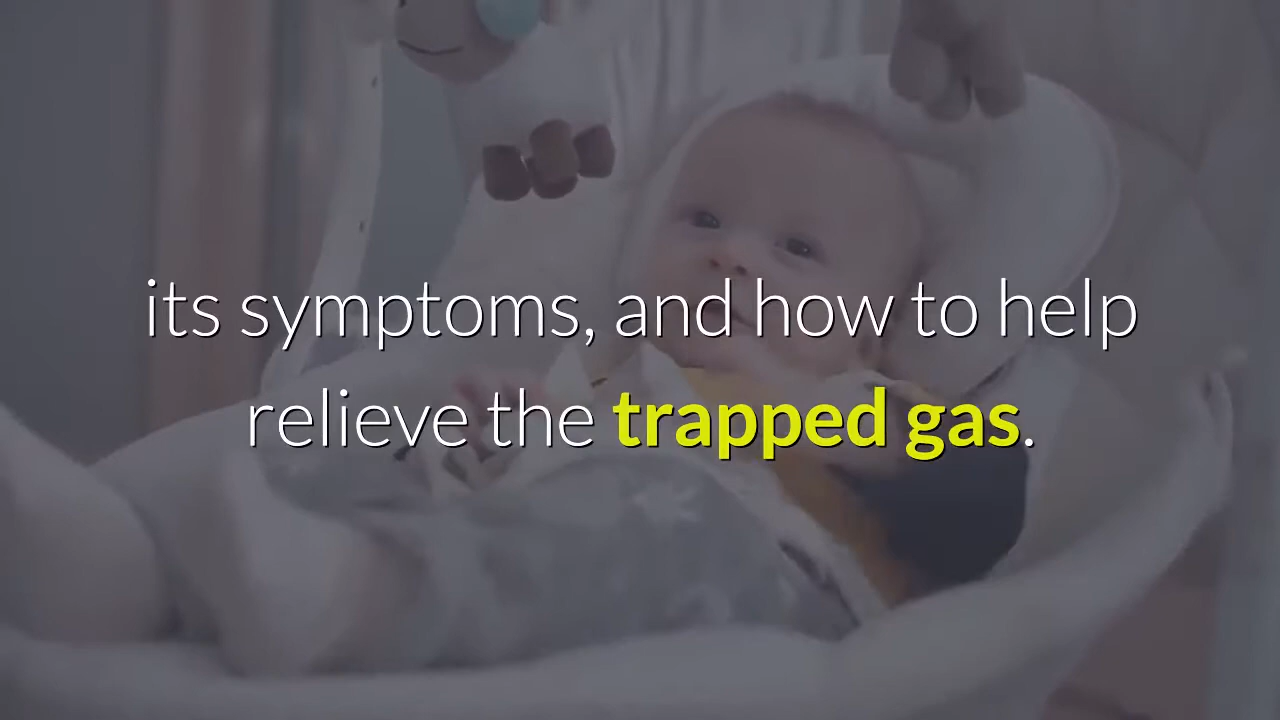 its symptoms, and how to help
relieve the trapped gas.